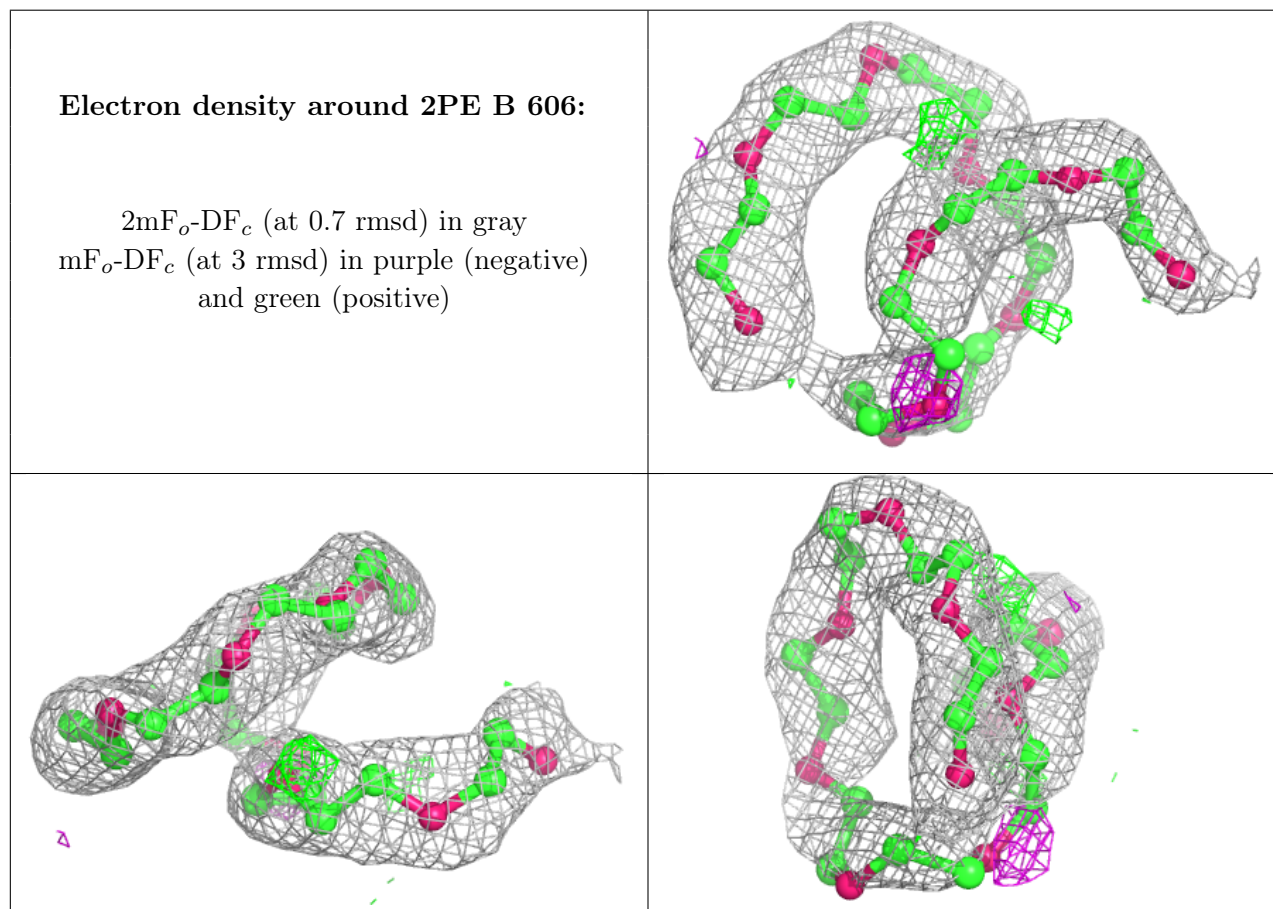 Electron density around 2PE B 606:
2mFo-DFc (at 0.7 rmsd) in gray
mFo-DFc (at 3 rmsd) in purple (negative)
and green (positive)